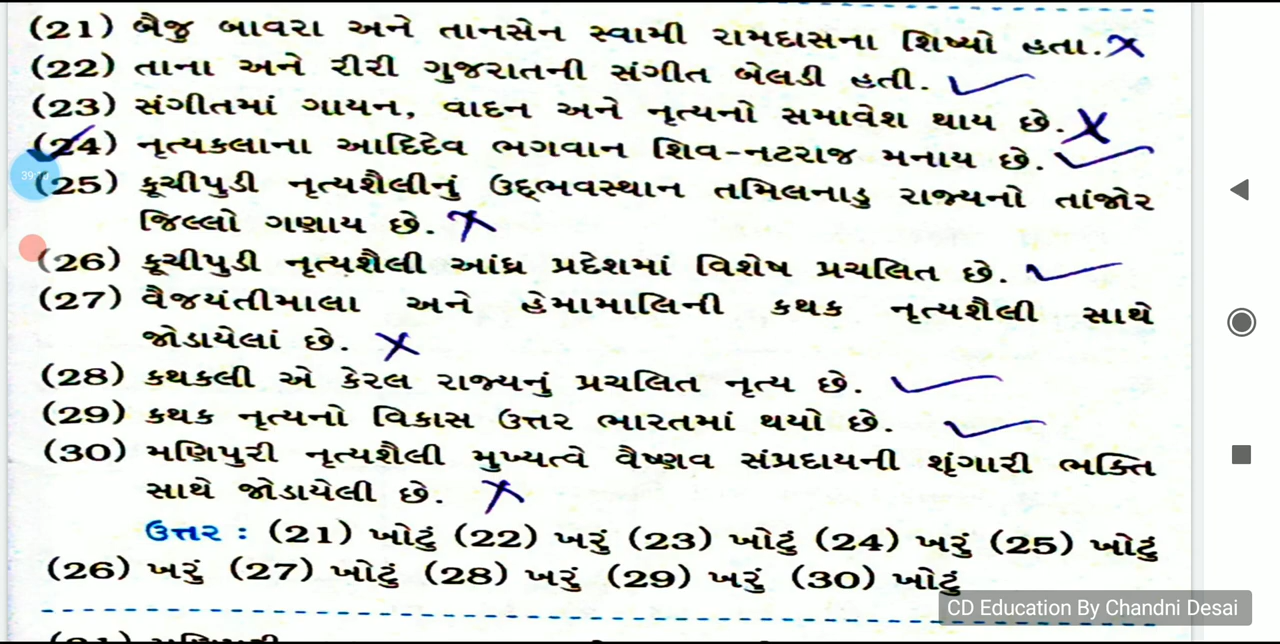 (21) બૈજુ બાવરા અને તાનસેન સ્વામી રામદાસના શિષ્યો હતા.
(22) તાના અને રીરી ગુજરાતની સંગીત બેલડી હતી.
(23) સંગીતમાં ગાયન, વાદન અને નૃત્યનો સમાવેશ થાય છે.
(24) નૃત્યકલાના આદિદેવ ભગવાન શિવ-નટરાજ મનાય છે.
(25) કૂચીપુડી નૃત્યશૈલીનું ઉદ્ભવસ્થાન તમિલનાડુ રાજ્યનો તાંજોર
જિલ્લો ગણાય છે.
(26) કૂચીપુડી નૃત્યશૈલી આંધ્ર પ્રદેશમાં વિશેષ પ્રચલિત છે.
(27) વૈજયંતીમાલા અને હેમામાલિની કથક નૃત્યશૈલી સાથે
જોડાયેલાં છે.
(28) કથકલી એ કેરલ રાજ્યનું પ્રચલિત નૃત્ય છે.
(29) કથક નૃત્યનો વિકાસ ઉત્તર ભારતમાં થયો છે.
(30) મણિપુરી નૃત્યશૈલી મુખ્યત્વે વૈષ્ણવ સંપ્રદાયની શૃંગારી ભક્તિ
સાથે જોડાયેલી છે.
ઉત્તર : (21) ખોટું (22) ખરું (23) ખોટું (24) ખરું (25) ખોટું
(26) ખરું (27) ખોટું (28) ખરું (29) ખરું (30) ખોટું
CD Education By Chandni Desai